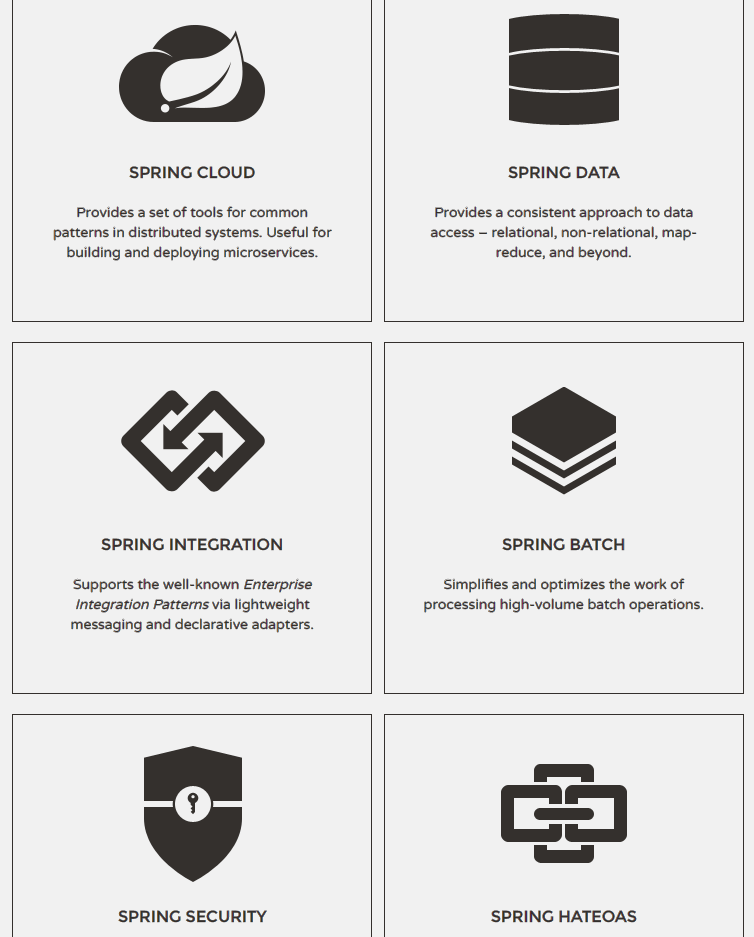 SPRING CLOUD
Provides a set of tools for common
patterns in distributed systems. Useful for
building and deploying microservices.
SPRING DATA
Provides a consistent approach to data
access – relational, non-relational, map-
reduce, and beyond.
SPRING INTEGRATION
Supports the well-known Enterprise
Integration Patterns via lightweight
messaging and declarative adapters.
SPRING BATCH
Simplifies and optimizes the work of
processing high-volume batch operations.
SPRING SECURITY
SPRING HATEOAS